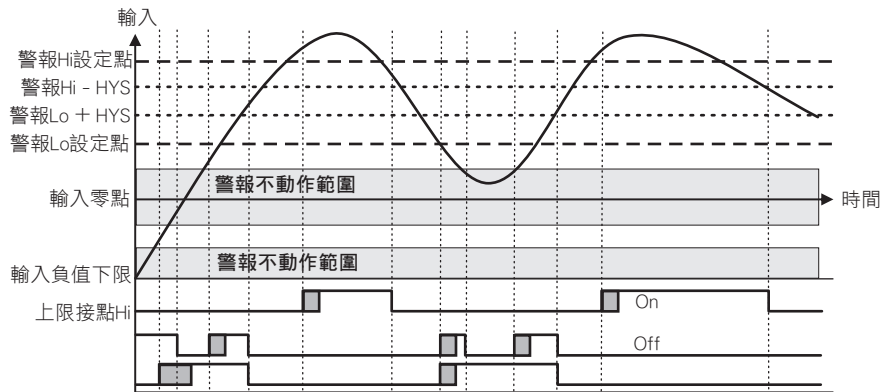 輸入
警報Hi設定點
警報Hi - HYS
警報Lo + HYS
警報Lo設定點
警報不動作範圍
輸入零點
時間
警報不動作範圍
輸入負值下限
上限接點Hi
On
Off